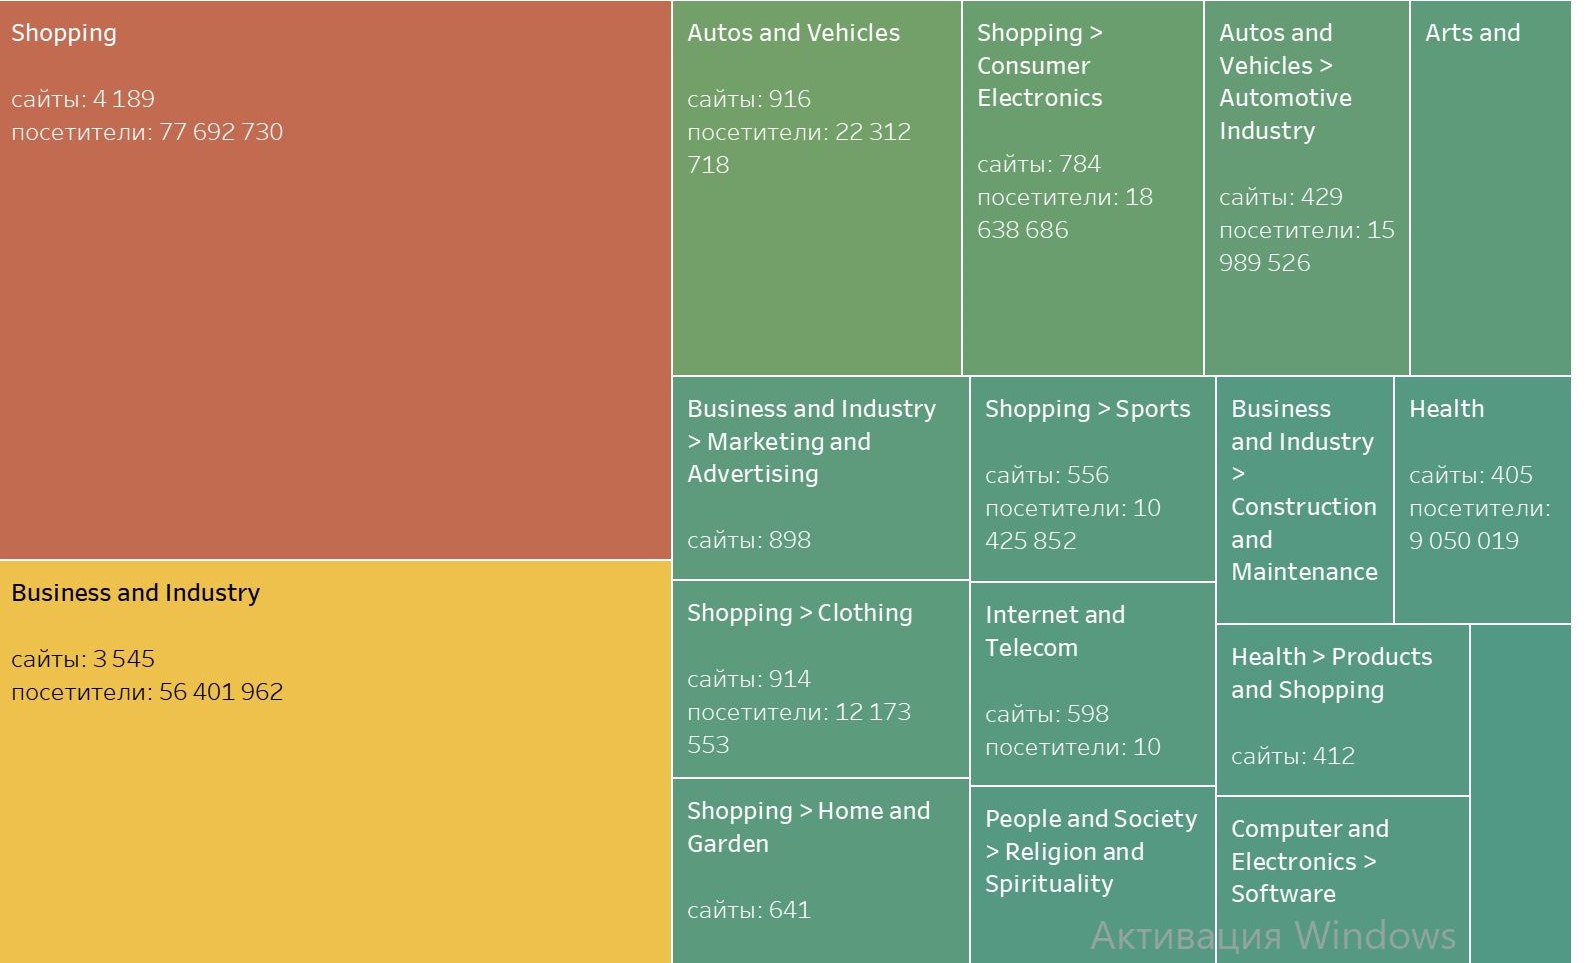 Shopping
сайты: 4 189
посетители: 77 692 730
Business and Industry
сайты: 3 545
посетители: 56 401 962
Autos and Vehicles
сайты: 916
посетители: 22 312
718
Shopping >
Consumer
Electronics
сайты: 784
посетители: 18
638 686
Autos and
Vehicles >
Automotive
Industry
сайты: 429
посетители: 15
989 526
Arts and
Business and Industry
> Marketing and
Advertising
сайты: 898
Shopping > Clothing
сайты: 914
посетители: 12 173
553
Shopping > Home and
Garden
сайты: 641
Shopping > Sports
сайты: 556
посетители: 10
425 852
Internet and
Telecom
сайты: 598
посетители: 10
People and Society
> Religion and
Spirituality
Business
and Industry
>
Construction
and
Maintenance
Health
сайты: 405
посетители:
9 050 019
Health > Products
and Shopping
сайты: 412
Computer and
Electronics >
Software
Активация Windows